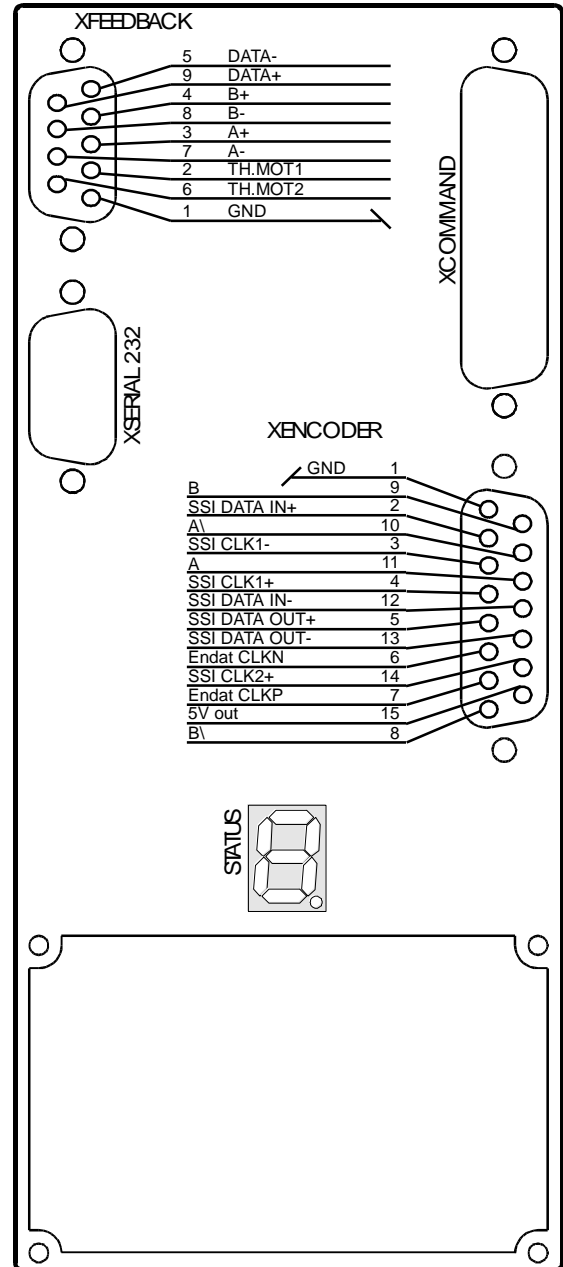 XFEEDBACK
5 DATA-
9 DATA+
4 B+
8 B-
3 A+
7 A-
2 TH.MOT1
6 TH.MOT2
1 GND
XCOMMAND
XSERIAL 232
XENCODER
GND 1
B 9
SSI DATA IN+ 2
A\ 10
SSI CLK1- 3
A 11
SSI CLK1+ 4
SSI DATA IN- 12
SSI DATA OUT+ 5
SSI DATA OUT- 13
Endat CLKN 6
SSI CLK2+ 14
Endat CLKP 7
5V out 15
B\ 8
STATUS